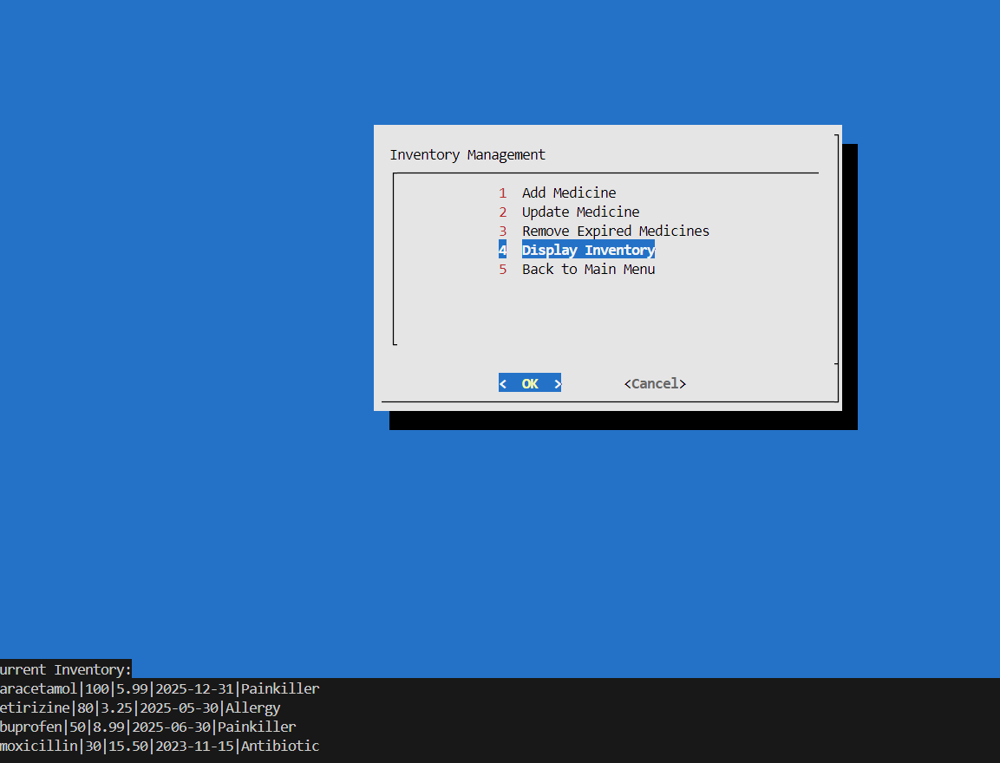 Inventory Management
1 Add Medicine
2 Update Medicine
3 Remove Expired Medicines
4 Display Inventory
5 Back to Main Menu
< OK > <Cancel>
urrent Inventory:
aracetamol|100|5.99|2025-12-31|Painkiller
etirizine|80|3.25|2025-05-30|Allergy
buprofen|50|8.99|2025-06-30|Painkiller
moxicillin|30|15.50|2023-11-15|Antibiotic